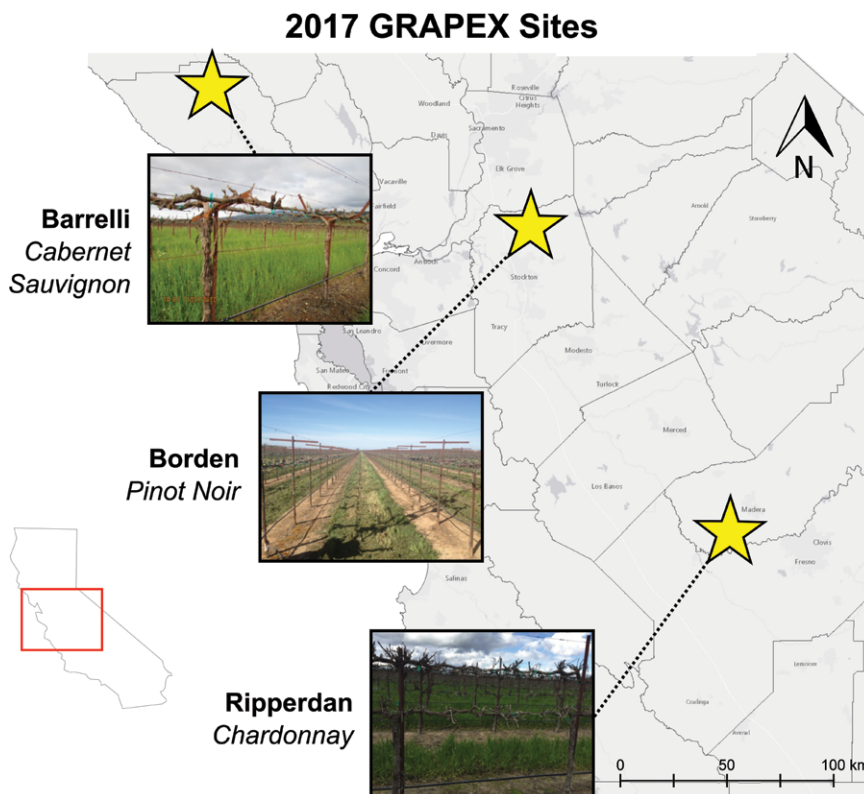 2017 GRAPEX Sites
Roseville
Citrus
Heights
Woodland
Sacramento
Davis
Elk Grove
Vacaville
Fairfield
N
Arnold
Strawberry
Barrelli
Cabernet
Sauvignon
Concord
Antioch
Stockton
San Leandro
Tracy
Livermore
San Mateo
Fremont
Redwood City
Modesto
Turlock
Merced
Borden
Pinot Noir
Los Banos
Madera
Clovis
Fresno
Salinas
Ripperdan
Chardonnay
Lemoore
Coalinga
Avenal
0
50
100 km